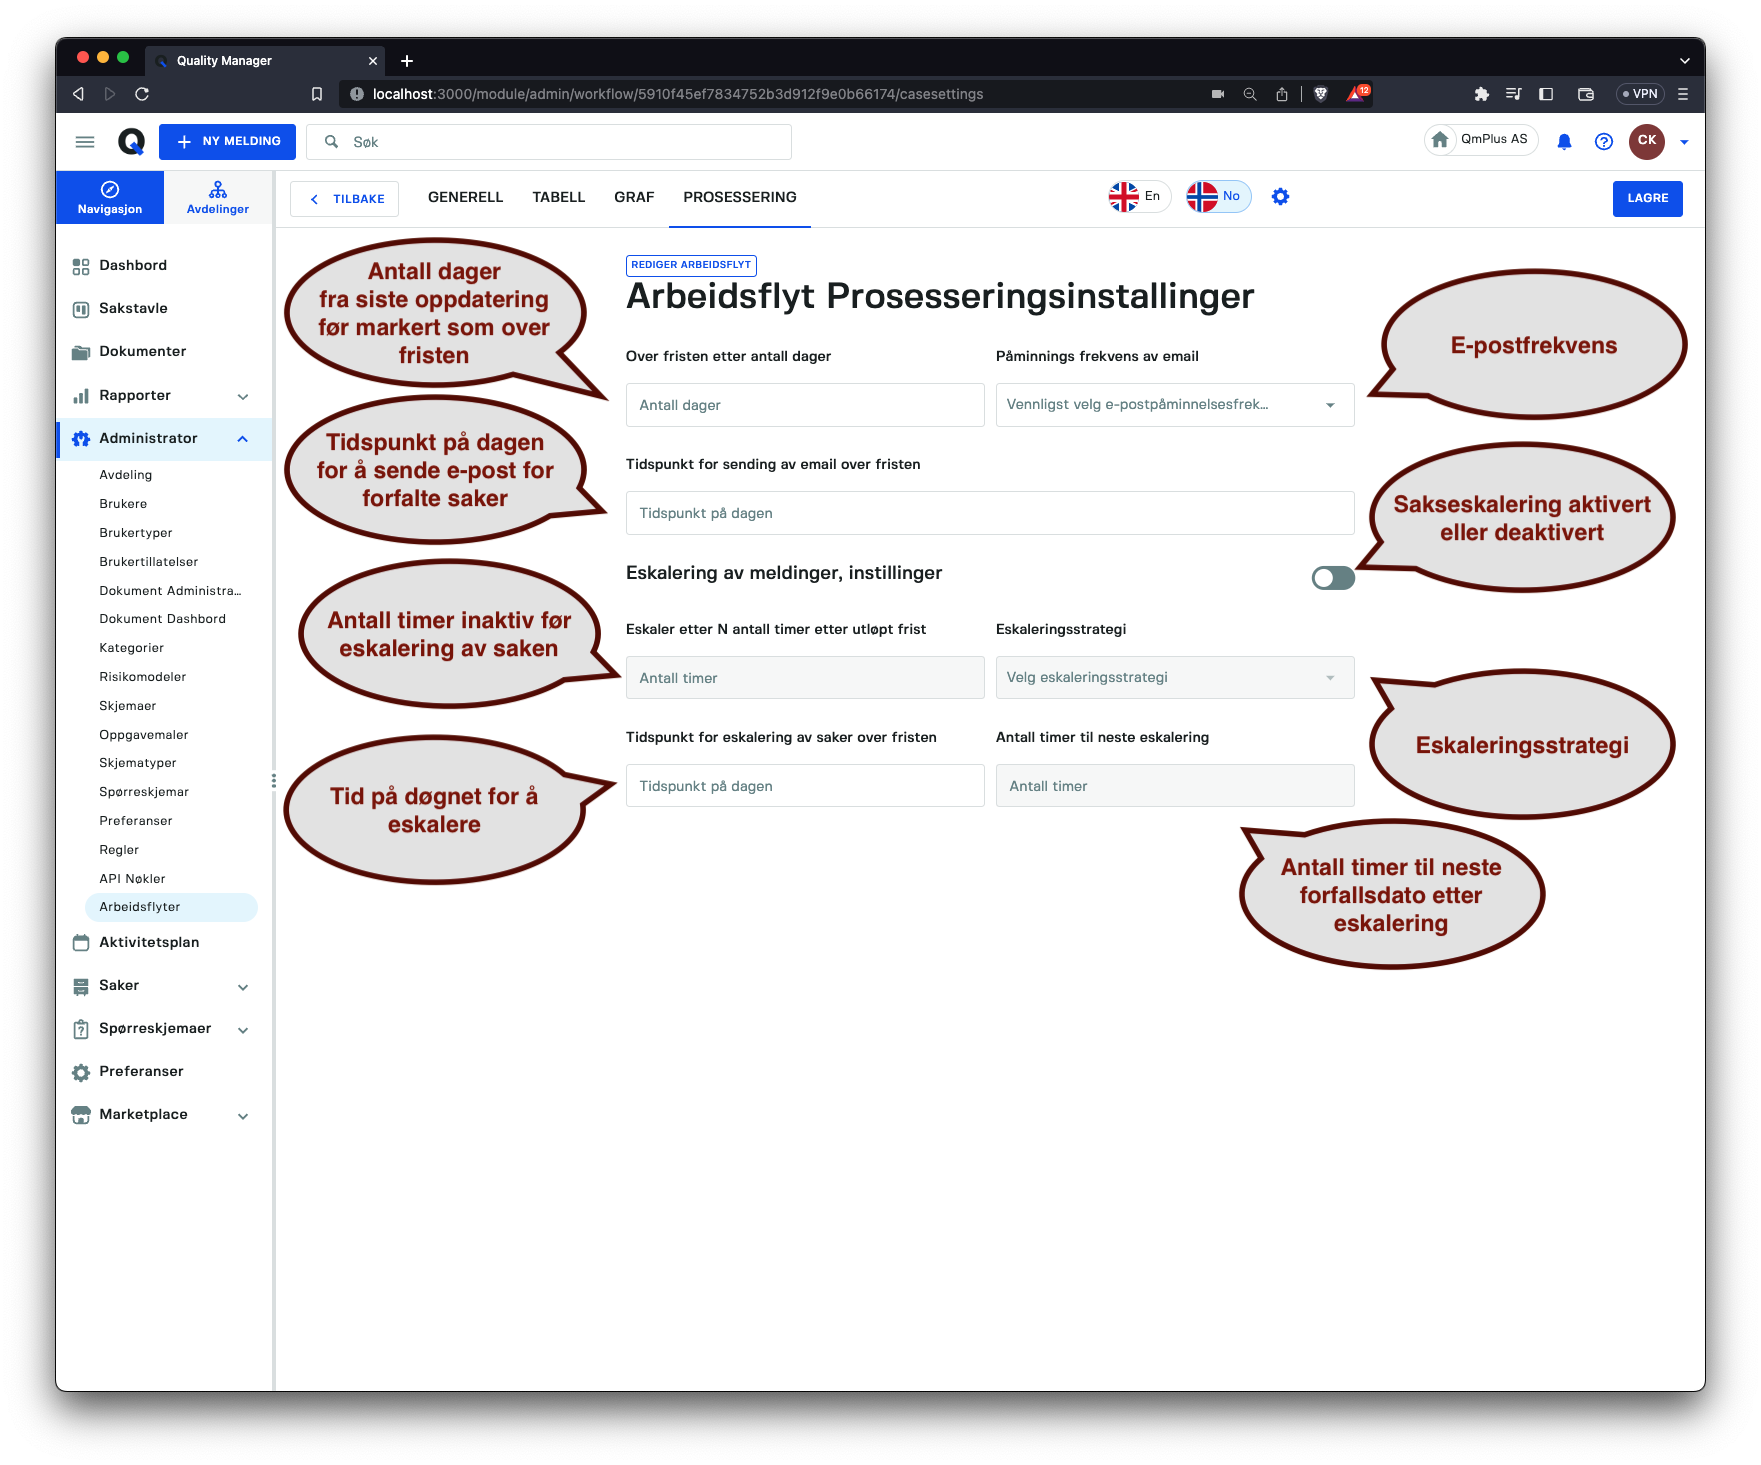 Quality Manager
localhost:3000/module/admin/workflow/5910f45ef7834752b3d912f9e0b66174/casesettings
12
VPN
NY MELDING
Søk
QmPlus AS
CK
Navigasjon
Avdelinger
TILBAKE
GENERELL
TABELL
GRAF
PROSESSERING
En
No
LAGRE
Dashbord
Sakstavle
Dokumenter
Rapporter
Administrator
Avdeling
Brukere
Brukertyper
Brukertillatelser
Dokument Administra...
Dokument Dashbord
Kategorier
Risikomodeler
Skjemaer
Oppgavemaler
Skjematyper
Spørreskjemar
Preferanser
Regler
API Nøkler
Arbeidsflyter
Aktivitetsplan
Saker
Spørreskjemaer
Preferanser
Marketplace
REDIGER ARBEIDSFLYT
Arbeidsflyt Prosesseringsinstallinger
Antall dager
fra siste oppdatering
før markert som over
fristen
Over fristen etter antall dager
Antall dager
Påminnings frekvens av email
Vennligst velg e-postpåminnelsesfrek...
E-postfrekvens
Tidspunkt på dagen
for å sende e-post for
forfalte saker
Tidspunkt for sending av email over fristen
Tidspunkt på dagen
Sakseskalering aktivert
eller deaktivert
Eskalering av meldinger, instillinger
Antall timer inaktiv før
eskalering av saken
Eskaler etter N antall timer etter utløpt frist
Antall timer
Eskaleringsstrategi
Velg eskaleringsstrategi
Eskaleringsstrategi
Tid på døgnet for å
eskalere
Tidspunkt for eskalering av saker over fristen
Tidspunkt på dagen
Antall timer til neste eskalering
Antall timer
Antall timer til neste
forfallsdato etter
eskalering